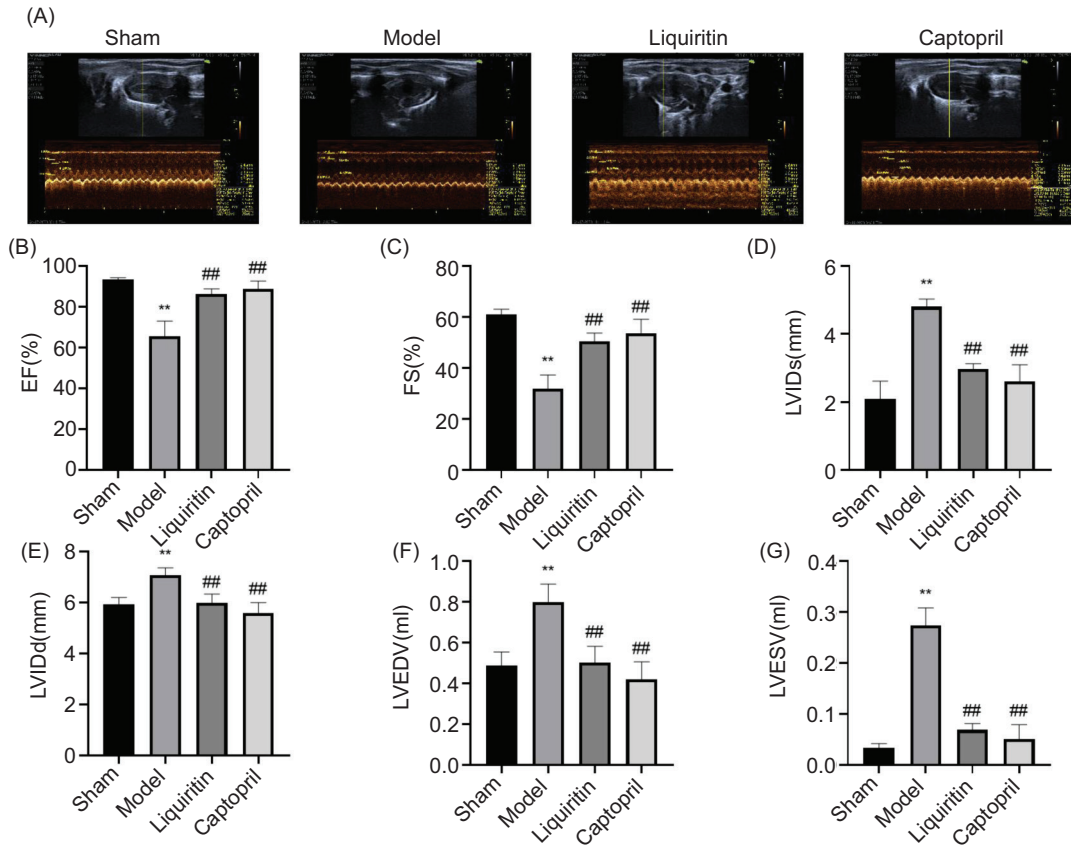 (A)
Sham Model Liquiritin Captopril
(B)
EF(%)
100
80
60
40
20
0
**
##
##
Sham
Model
Liquiritin
Captopril
(C)
FS(%)
80
60
40
20
0
**
##
##
Sham
Model
Liquiritin
Captopril
(D)
LVIDs(mm)
6
4
2
0
**
##
##
Sham
Model
Liquiritin
Captopril
(E)
LVIDd(mm)
8
6
4
2
0
**
##
##
Sham
Model
Liquiritin
Captopril
(F)
LVEDV(ml)
1.0
0.8
0.6
0.4
0.2
0.0
**
##
##
Sham
Model
Liquiritin
Captopril
(G)
LVESV(ml)
0.4
0.3
0.2
0.1
0.0
**
##
##
Sham
Model
Liquiritin
Captopril